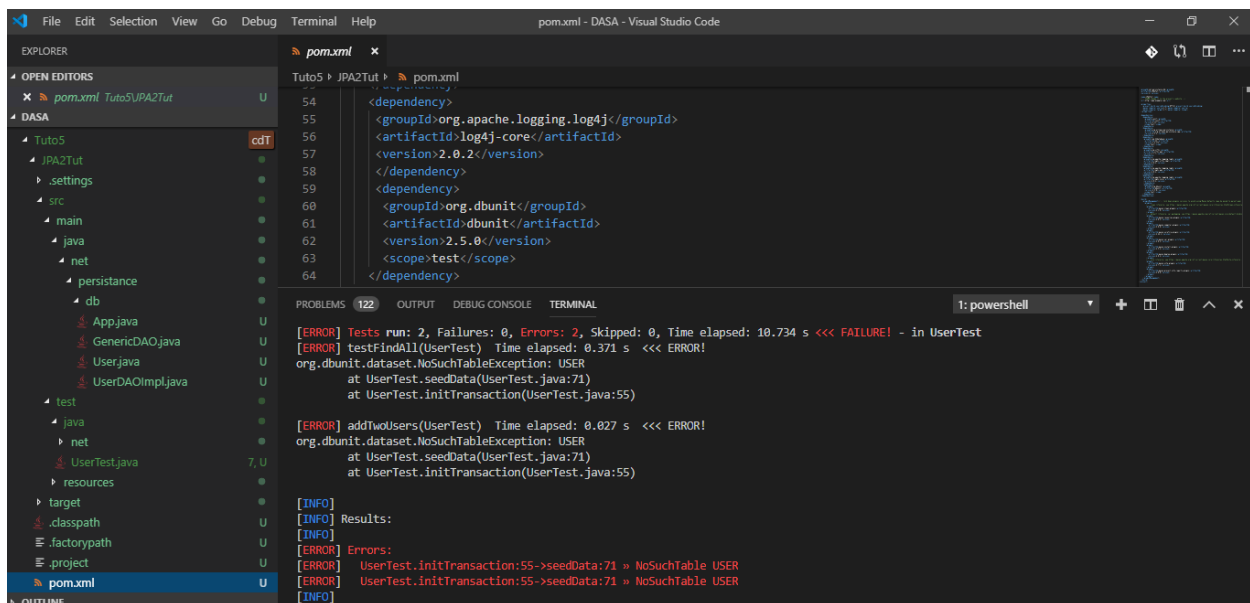 File Edit Selection View Go Debug Terminal Help pom.xml - DASA - Visual Studio Code
EXPLORER
OPEN EDITORS
pom.xml Tuto5\JPA2Tut U
DASA
Tuto5 cdT
JPA2Tut
.settings
src
main
java
net
persistance
db
App.java U
GenericDAO.java U
User.java U
UserDAOImpl.java U
test
java
net
UserTest.java 7, U
resources
target
.classpath U
.factorypath U
.project U
pom.xml U
OUTLINE
pom.xml
Tuto5 JPA2Tut pom.xml
53 </dependency>
54 <dependency>
55 <groupId>org.apache.logging.log4j</groupId>
56 <artifactId>log4j-core</artifactId>
57 <version>2.0.2</version>
58 </dependency>
59 <dependency>
60 <groupId>org.dbunit</groupId>
61 <artifactId>dbunit</artifactId>
62 <version>2.5.0</version>
63 <scope>test</scope>
64 </dependency>
PROBLEMS 122 OUTPUT DEBUG CONSOLE TERMINAL 1: powershell
[ERROR] Tests run: 2, Failures: 0, Errors: 2, Skipped: 0, Time elapsed: 10.734 s <<< FAILURE! - in UserTest
[ERROR] testFindAll(UserTest) Time elapsed: 0.371 s <<< ERROR!
org.dbunit.dataset.NoSuchTableException: USER
at UserTest.seedData(UserTest.java:71)
at UserTest.initTransaction(UserTest.java:55)
[ERROR] addTwoUsers(UserTest) Time elapsed: 0.027 s <<< ERROR!
org.dbunit.dataset.NoSuchTableException: USER
at UserTest.seedData(UserTest.java:71)
at UserTest.initTransaction(UserTest.java:55)
[INFO]
[INFO] Results:
[INFO]
[ERROR] Errors:
[ERROR] UserTest.initTransaction:55->seedData:71 » NoSuchTable USER
[ERROR] UserTest.initTransaction:55->seedData:71 » NoSuchTable USER
[INFO]